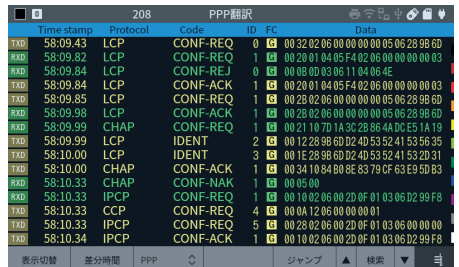 0 208 PPP翻訳
Time stamp Protocol Code ID FC Data
TXD 58:09.43 LCP CONF-REQ 0 G 00 32 02 06 00 00 00 00 05 06 28 9B 6D
RXD 58:09.82 LCP CONF-REQ 1 G 00 20 01 04 05 F4 02 06 00 00 00 00 03
RXD 58:09.84 LCP CONF-REJ 0 G 00 0B 0D 03 06 11 04 06 4E
TXD 58:09.84 LCP CONF-ACK 1 G 00 20 01 04 05 F4 02 06 00 00 00 00 03
TXD 58:09.85 LCP CONF-REQ 1 G 00 2B 02 06 00 00 00 00 05 06 28 9B 6D
RXD 58:09.98 LCP CONF-ACK 1 G 00 2B 02 06 00 00 00 00 05 06 28 9B 6D
RXD 58:09.99 CHAP CONF-REQ 1 G 00 21 10 7D 1A 3C 2B 86 4A DC E5 1A 19
TXD 58:09.99 LCP IDENT 2 G 00 12 28 9B 6D D2 4D 53 52 41 53 56 35
TXD 58:10.00 LCP IDENT 3 G 00 1E 28 9B 6D D2 4D 53 52 41 53 2D 31
TXD 58:10.00 CHAP CONF-ACK 1 G 00 34 10 84 B0 8E 83 79 CF 63 E9 5D B3
RXD 58:10.33 CHAP CONF-NAK 1 G 00 05 00
RXD 58:10.33 IPCP CONF-REQ 1 G 00 10 02 06 00 2D 0F 01 03 06 D2 99 F8
TXD 58:10.33 CCP CONF-REQ 4 G 00 0A 12 06 00 00 00 01
TXD 58:10.33 IPCP CONF-REQ 5 G 00 28 02 06 00 2D 0F 01 03 06 00 00 00
TXD 58:10.34 IPCP CONF-ACK 1 G 00 10 02 06 00 2D 0F 01 03 06 D2 99 F8
表示切替 差分時間 PPP ジャンプ ▲ 検索 ▼